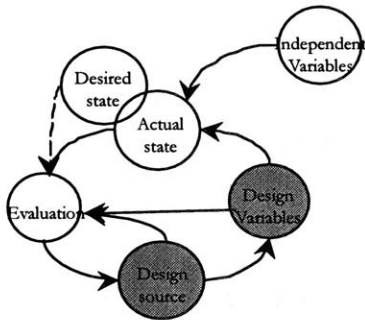 Independent
Variables
Desired
state
Actual
state
Design
Variables
Evaluation
Design
source